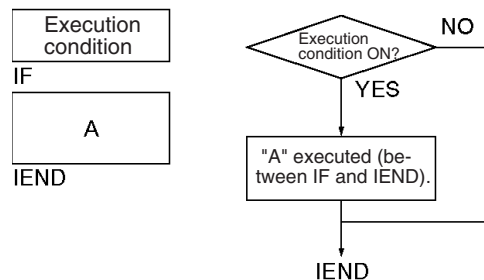 Execution
condition
IF
A
IEND
Execution
condition ON?
NO
YES
"A" executed (be-
tween IF and IEND).
IEND